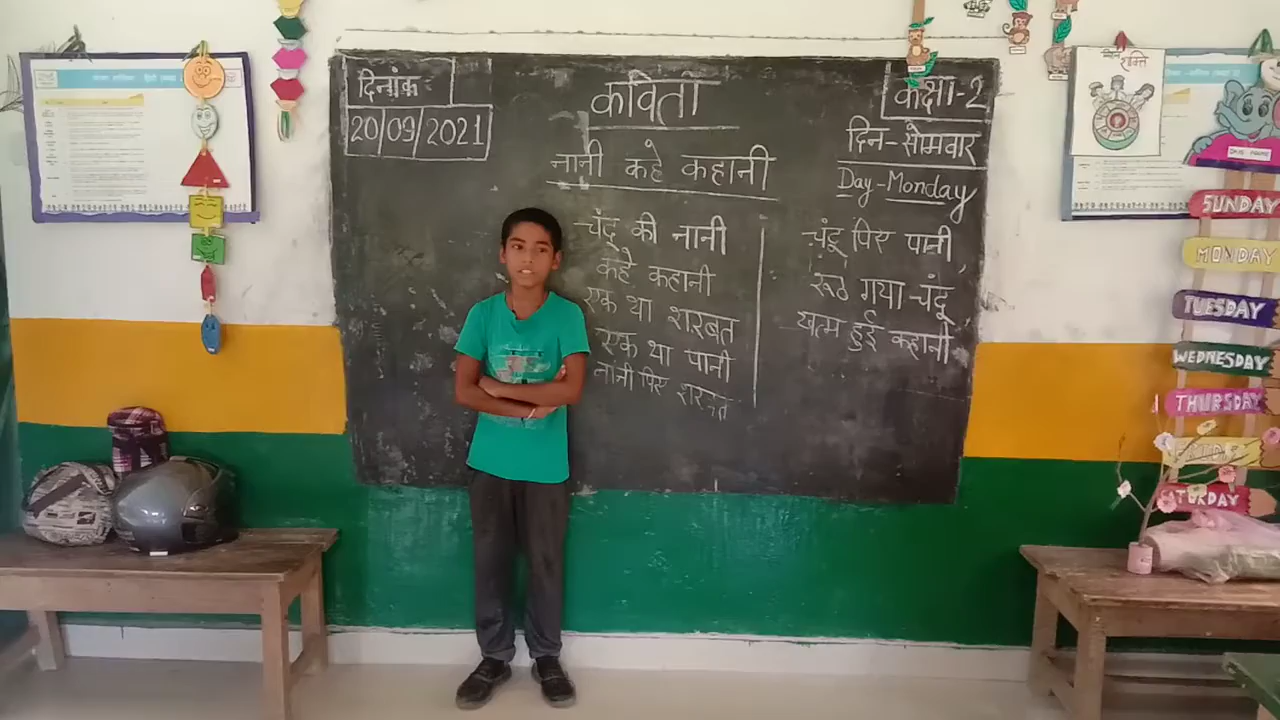 दिनांक
20/09/2021
कविता
कक्षा-2
दिन-सोमवार
Day-Monday
नानी कहे कहानी
चंदू की नानी
कहे कहानी
एक था शरबत
एक था पानी
नानी पिए शरबत
चंदू पिए पानी,
रूठ गया चंदू
खत्म हुई कहानी
SUNDAY
MONDAY
TUESDAY
WEDNESDAY
THURSDAY
FRIDAY
SATURDAY